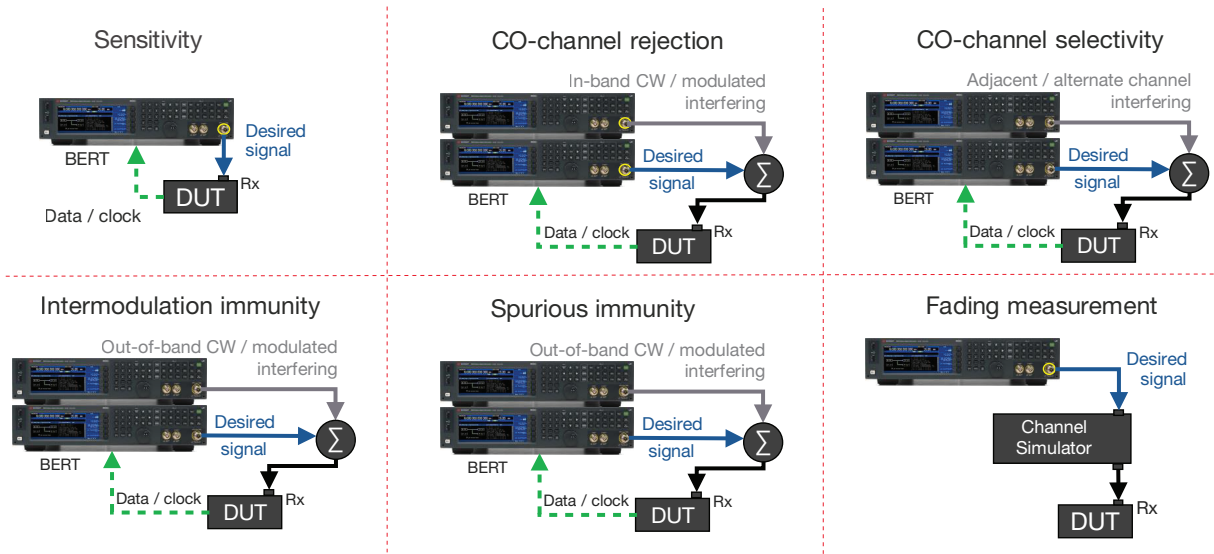 Sensitivity
Desired
signal
BERT
Rx
DUT
Data / clock
CO-channel rejection
In-band CW / modulated
interfering
Desired
signal
Σ
BERT
Data / clock
Rx
DUT
CO-channel selectivity
Adjacent / alternate channel
interfering
Desired
signal
Σ
BERT
Data / clock
Rx
DUT
Intermodulation immunity
Out-of-band CW / modulated
interfering
Desired
signal
Σ
BERT
Data / clock
Rx
DUT
Spurious immunity
Out-of-band CW / modulated
interfering
Desired
signal
Σ
BERT
Data / clock
Rx
DUT
Fading measurement
Desired
signal
Channel
Simulator
Rx
DUT